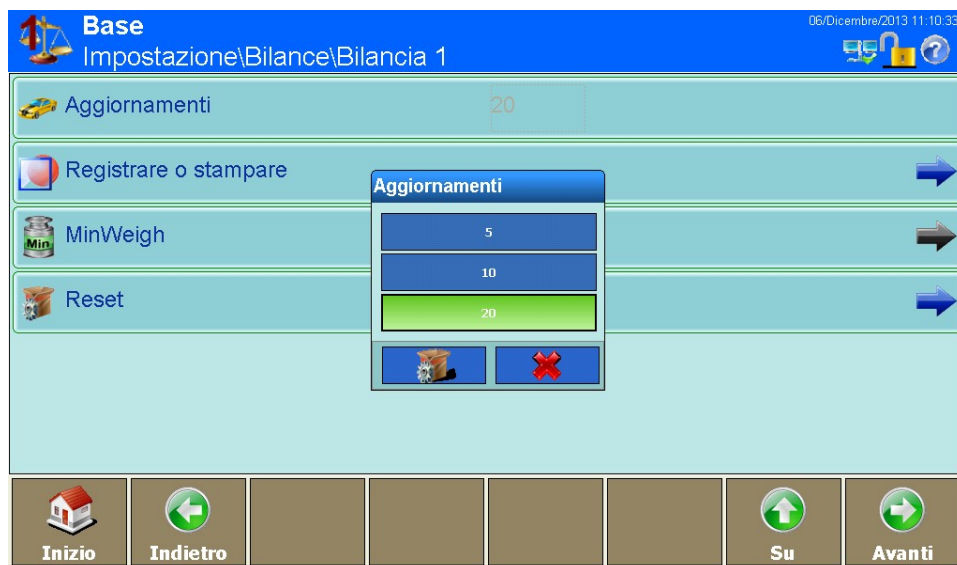 Base
06/Dicembre/2013 11:10:33
Impostazione\Bilance\Bilancia 1
Aggiornamenti
20
Registrare o stampare
Aggiornamenti
5
Min
MinWeigh
10
Reset
20
Inizio
Indietro
Su
Avanti